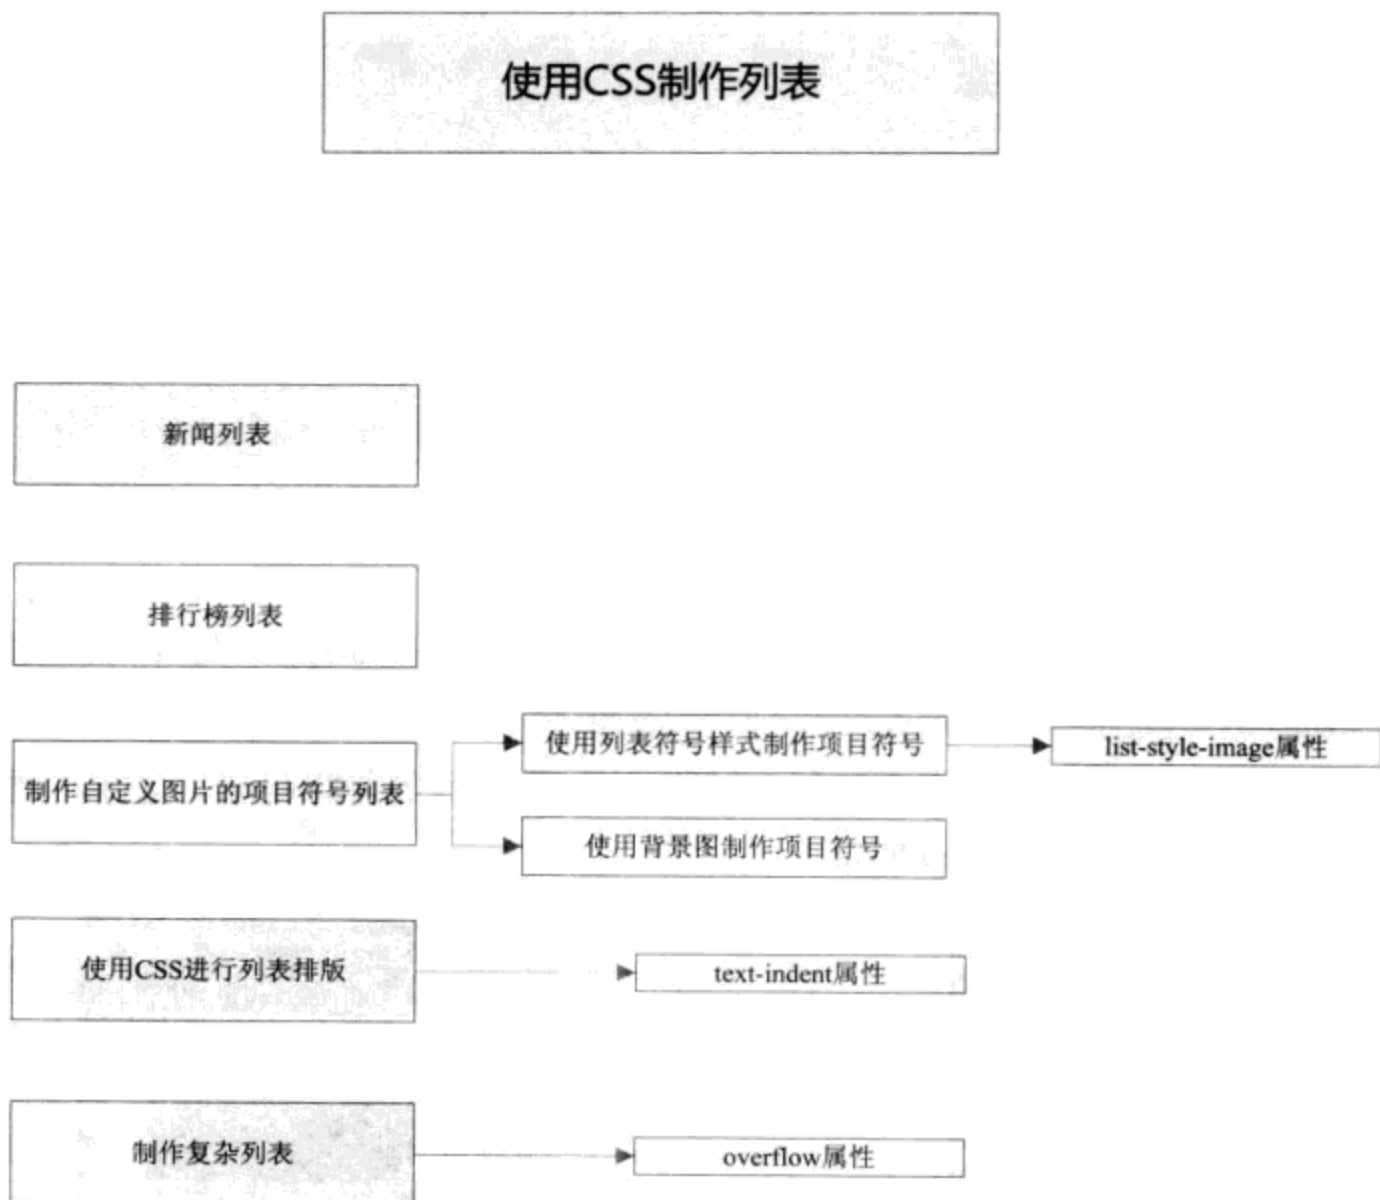 使用CSS制作列表
新闻列表
排行榜列表
制作自定义图片的项目符号列表
使用列表符号样式制作项目符号
list-style-image属性
使用背景图制作项目符号
使用CSS进行列表排版
text-indent属性
制作复杂列表
overflow属性